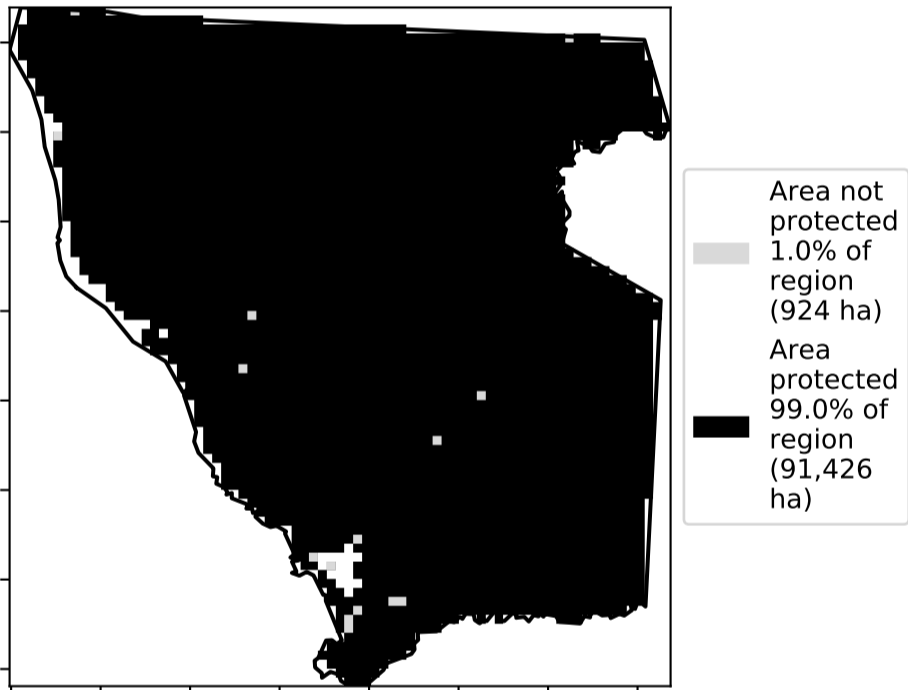 Area not
protected
1.0% of
region
(924 ha)
Area
protected
99.0% of
region
(91,426
ha)